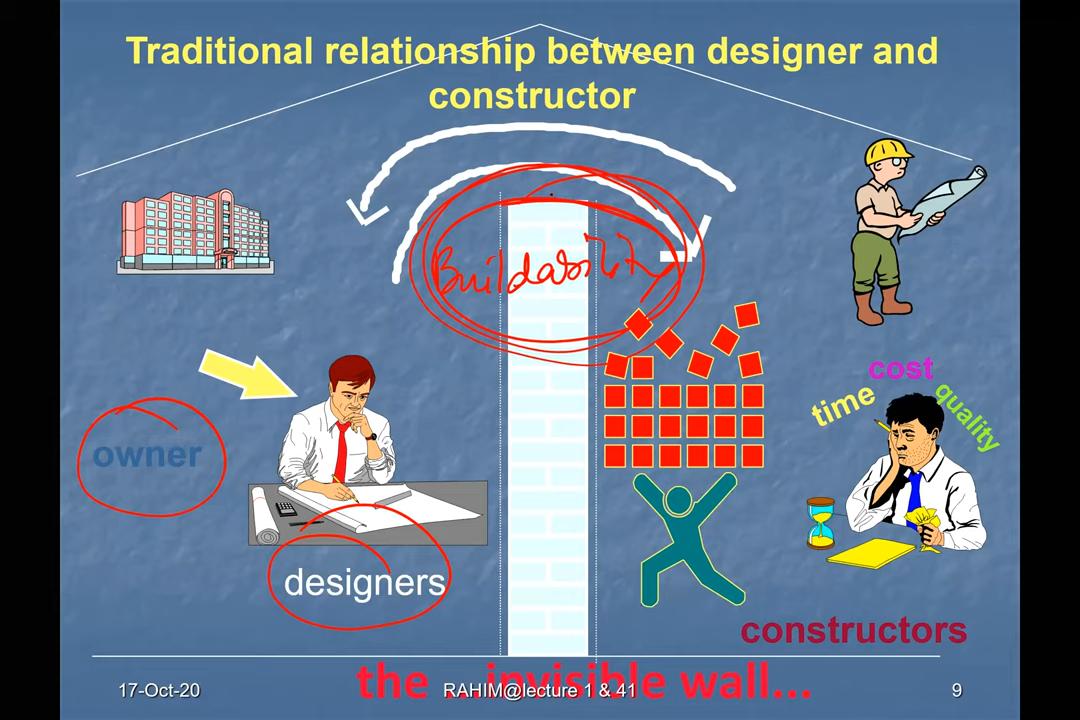 Traditional relationship between designer and
constructor
Buildability
cost
time
quality
owner
designers
constructors
the ...invisible wall...
17-Oct-20
RAHIM@lecture 1 & 41
9